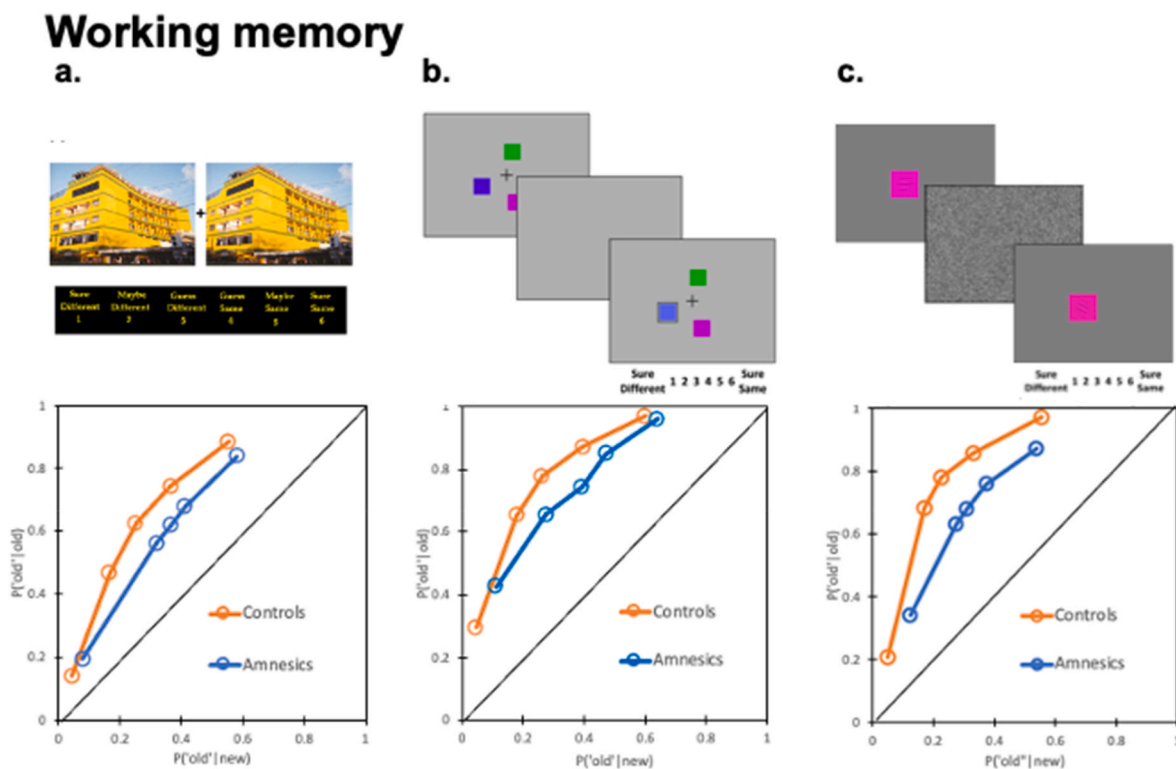 Working memory
a.
b.
c.
Sure Different 1
Maybe Different 2
Guess Different 3
Guess Same 4
Maybe Same 5
Sure Same 6
Sure Different 1 2 3 4 5 6 Sure Same
Sure Different 1 2 3 4 5 6 Sure Same
1
0.8
0.6
0.4
0.2
0
P('old'|old)
0 0.2 0.4 0.6 0.8 1
P('old'|new)
Controls
Amnesics
1
0.8
0.6
0.4
0.2
0
P('old'|old)
0 0.2 0.4 0.6 0.8 1
P('old'|new)
Controls
Amnesics
1
0.8
0.6
0.4
0.2
0
P('old'|old)
0 0.2 0.4 0.6 0.8 1
P('old"|new)
Controls
Amnesics